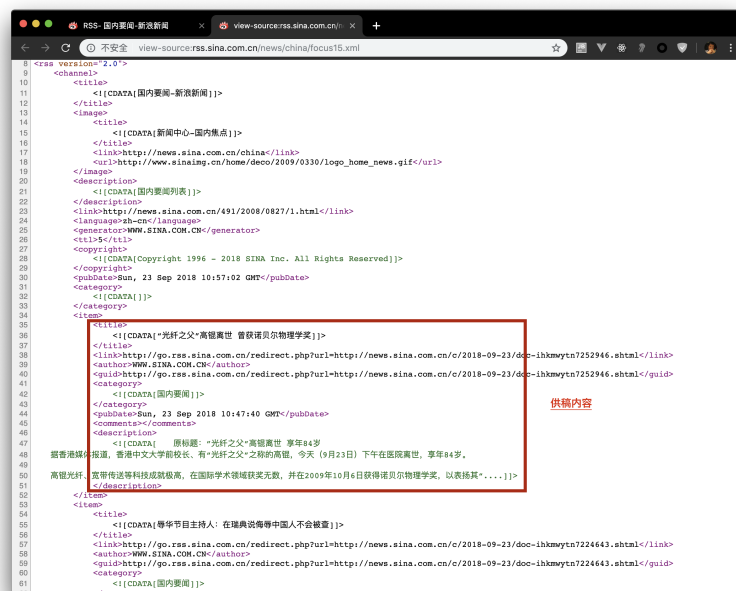 RSS- 国内要闻-新浪新闻 × view-source:rss.sina.com.cn/n × +
不安全 view-source:rss.sina.com.cn/news/china/focus15.xml
8 <rss version="2.0">
9 <channel>
10 <title>
11 <![CDATA[国内要闻-新浪新闻]]>
12 </title>
13 <image>
14 <title>
15 <![CDATA[新闻中心-国内焦点]]>
16 </title>
17 <link>http://news.sina.com.cn/china</link>
18 <url>http://www.sinaimg.cn/home/deco/2009/0330/logo_home_news.gif</url>
19 </image>
20 <description>
21 <![CDATA[国内要闻列表]]>
22 </description>
23 <link>http://news.sina.com.cn/491/2008/0827/1.html</link>
24 <language>zh-cn</language>
25 <generator>WWW.SINA.COM.CN</generator>
26 <ttl>5</ttl>
27 <copyright>
28 <![CDATA[Copyright 1996 - 2018 SINA Inc. All Rights Reserved]]>
29 </copyright>
30 <pubDate>Sun, 23 Sep 2018 10:57:02 GMT</pubDate>
31 <category>
32 <![CDATA[]]>
33 </category>
34 <item>
35 <title>
36 <![CDATA["光纤之父"高锟离世 曾获诺贝尔物理学奖]]>
37 </title>
38 <link>http://go.rss.sina.com.cn/redirect.php?url=http://news.sina.com.cn/c/2018-09-23/doc-ihkmwytn7252946.shtml</link>
39 <author>WWW.SINA.COM.CN</author>
40 <guid>http://go.rss.sina.com.cn/redirect.php?url=http://news.sina.com.cn/c/2018-09-23/doc-ihkmwytn7252946.shtml</guid>
41 <category>
42 <![CDATA[国内要闻]]>
43 </category>
供稿内容
44 <pubDate>Sun, 23 Sep 2018 10:47:40 GMT</pubDate>
45 <comments></comments>
46 <description>
47 <![CDATA[ 原标题:"光纤之父"高锟离世 享年84岁
48 据香港媒体报道,香港中文大学前校长、有"光纤之父"之称的高锟,今天(9月23日)下午在医院离世,享年84岁。
49
50 高锟光纤、宽带传送等科技成就极高,在国际学术领域获奖无数,并在2009年10月6日获得诺贝尔物理学奖,以表扬其"....]]>
51 </description>
52 </item>
53 <item>
54 <title>
55 <![CDATA[辱华节目主持人:在瑞典说侮辱中国人不会被查]]>
56 </title>
57 <link>http://go.rss.sina.com.cn/redirect.php?url=http://news.sina.com.cn/c/2018-09-23/doc-ihkmwytn7224643.shtml</link>
58 <author>WWW.SINA.COM.CN</author>
59 <guid>http://go.rss.sina.com.cn/redirect.php?url=http://news.sina.com.cn/c/2018-09-23/doc-ihkmwytn7224643.shtml</guid>
60 <category>
61 <![CDATA[国内要闻]]>